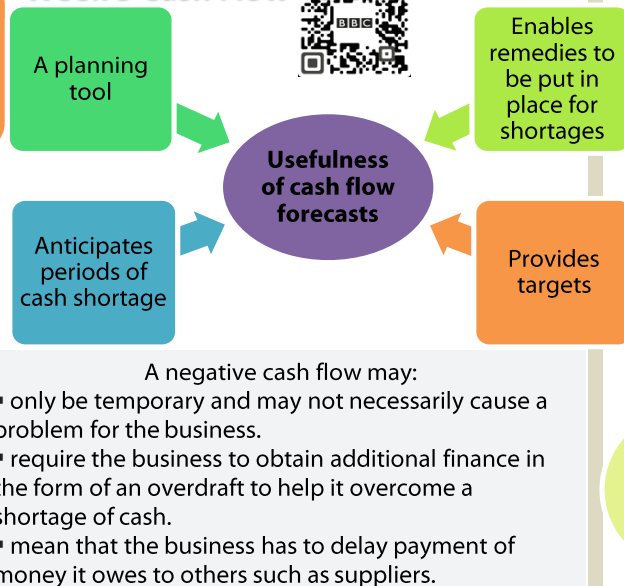 A planning
tool
BBC
Enables
remedies to
be put in
place for
shortages
Usefulness
of cash flow
forecasts
Anticipates
periods of
cash shortage
Provides
targets
A negative cash flow may:
▪ only be temporary and may not necessarily cause a
problem for the business.
▪ require the business to obtain additional finance in
the form of an overdraft to help it overcome a
shortage of cash.
▪ mean that the business has to delay payment of
money it owes to others such as suppliers.